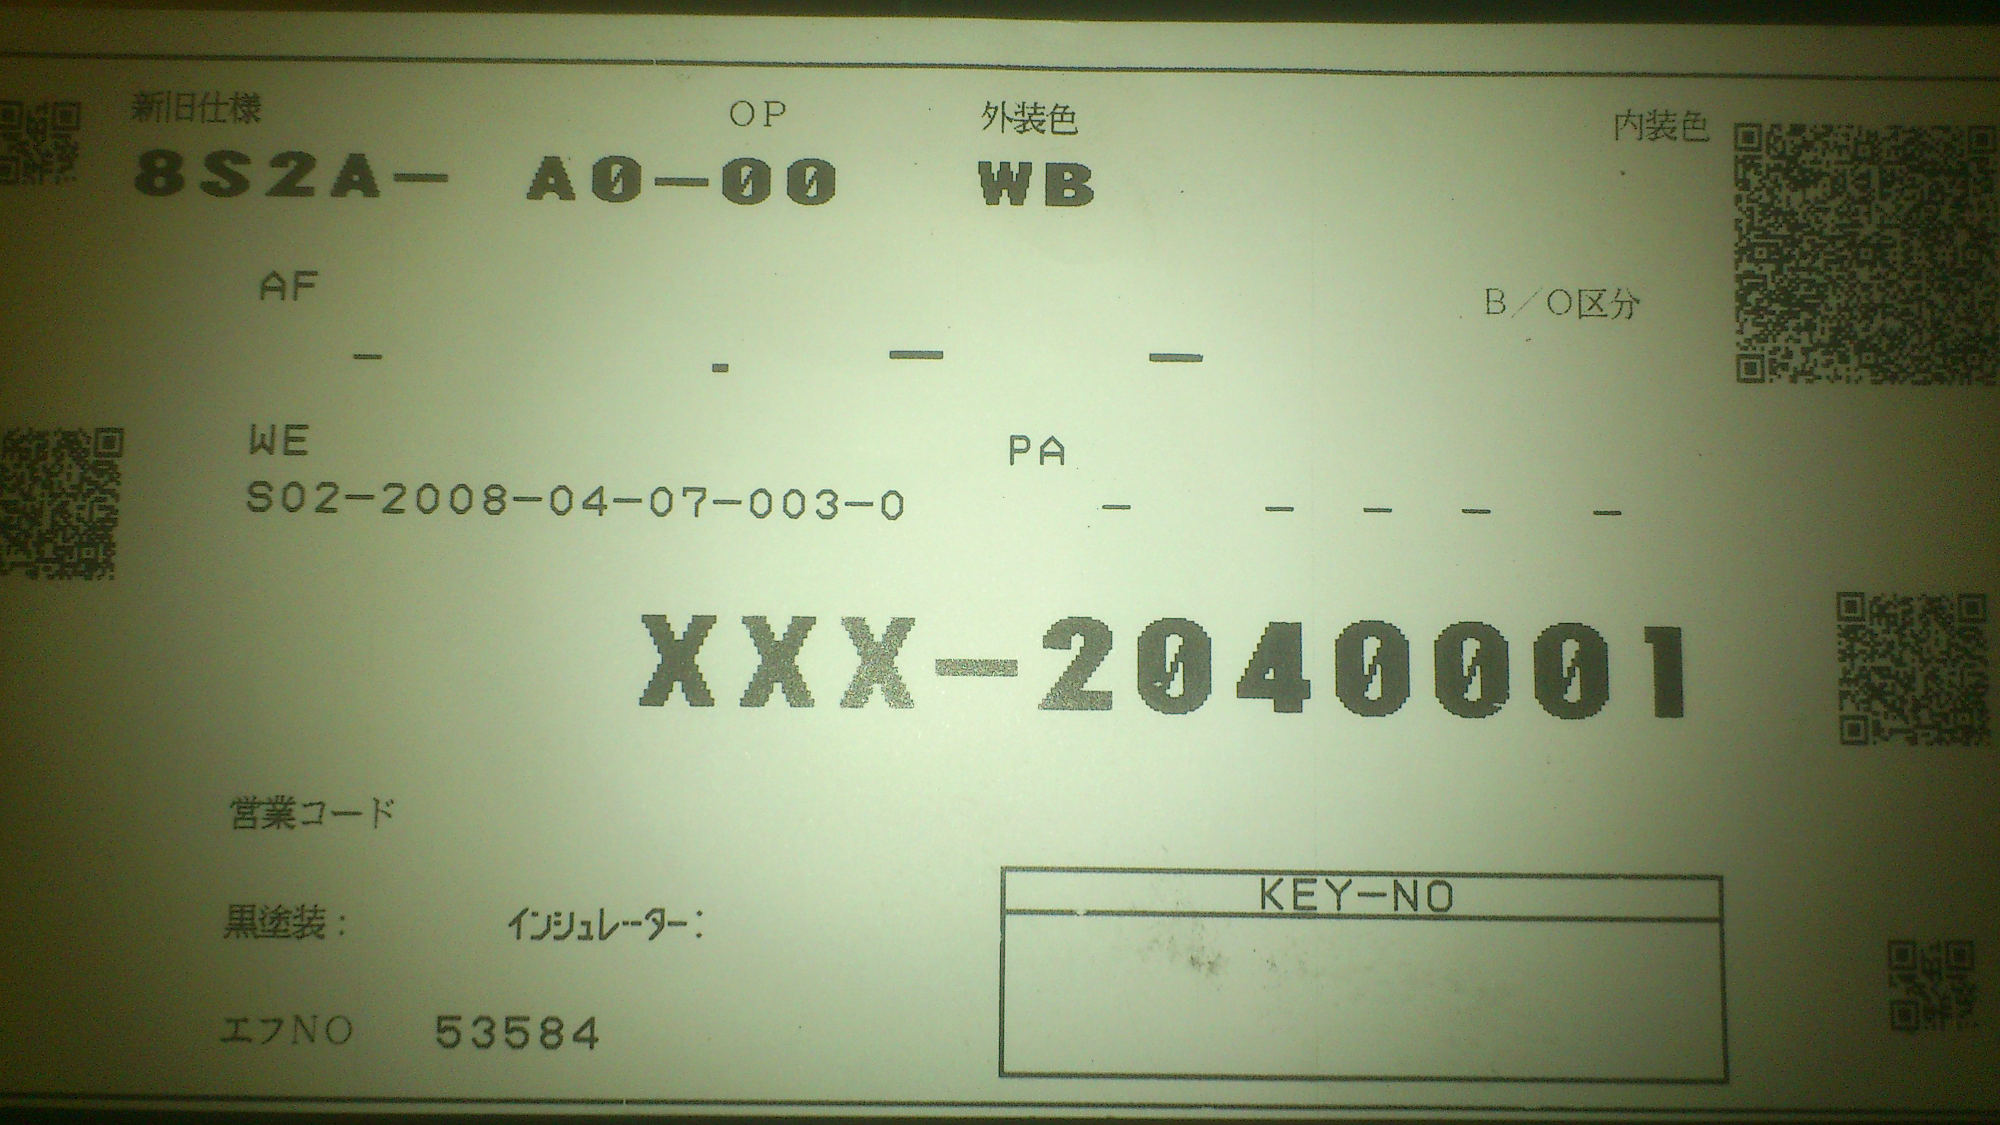 新旧仕様 OP 外装色 内装色
8S2A- A0-00 WB
AF B/O区分
- . - -
WE PA
S02-2008-04-07-003-0 - - - - -
XXX-2040001
営業コード
黒塗装: インシュレーター:
KEY-NO
エフNO 53584